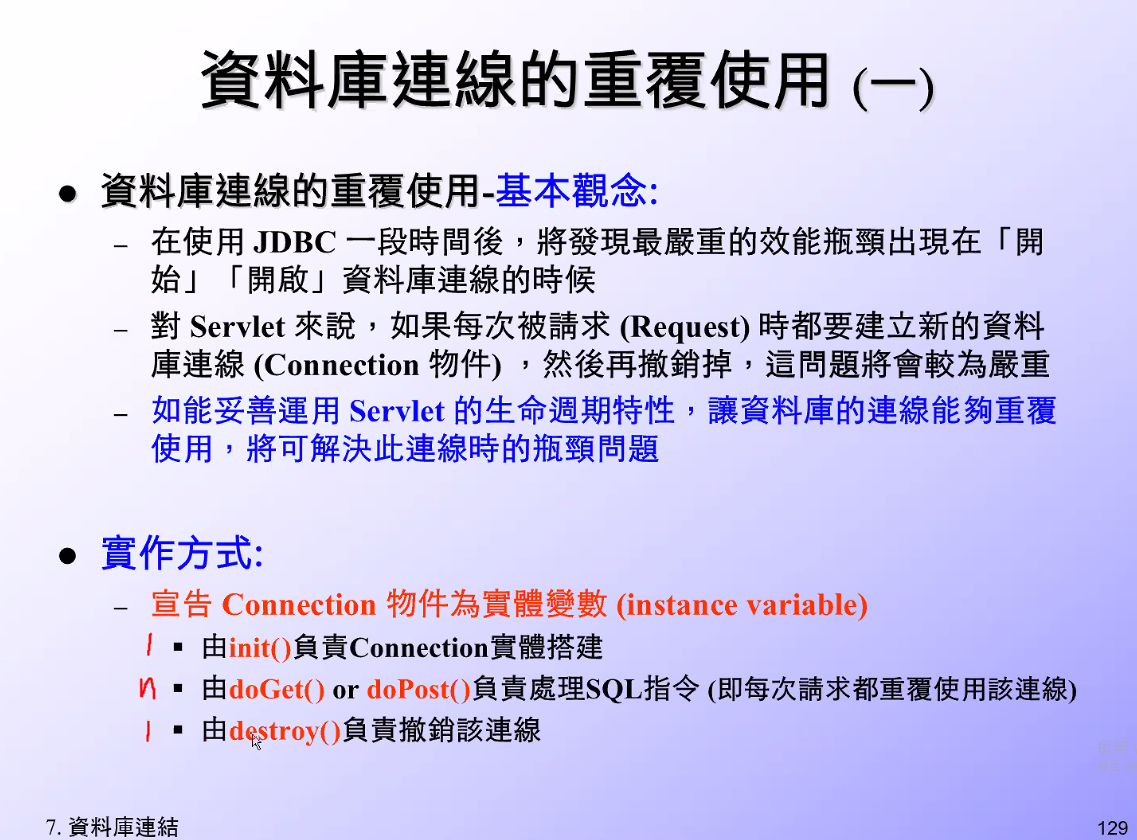 資料庫連線的重覆使用 (一)
● 資料庫連線的重覆使用-基本觀念:
– 在使用 JDBC 一段時間後，將發現最嚴重的效能瓶頸出現在「開
始」「開啟」資料庫連線的時候
– 對 Servlet 來說，如果每次被請求 (Request) 時都要建立新的資料
庫連線 (Connection 物件) ，然後再撤銷掉，這問題將會較為嚴重
– 如能妥善運用 Servlet 的生命週期特性，讓資料庫的連線能夠重覆
使用，將可解決此連線時的瓶頸問題
● 實作方式:
– 宣告 Connection 物件為實體變數 (instance variable)
1 ▪ 由init()負責Connection實體搭建
n ▪ 由doGet() or doPost()負責處理SQL指令 (即每次請求都重覆使用該連線)
1 ▪ 由destroy()負責撤銷該連線
7. 資料庫連結
129